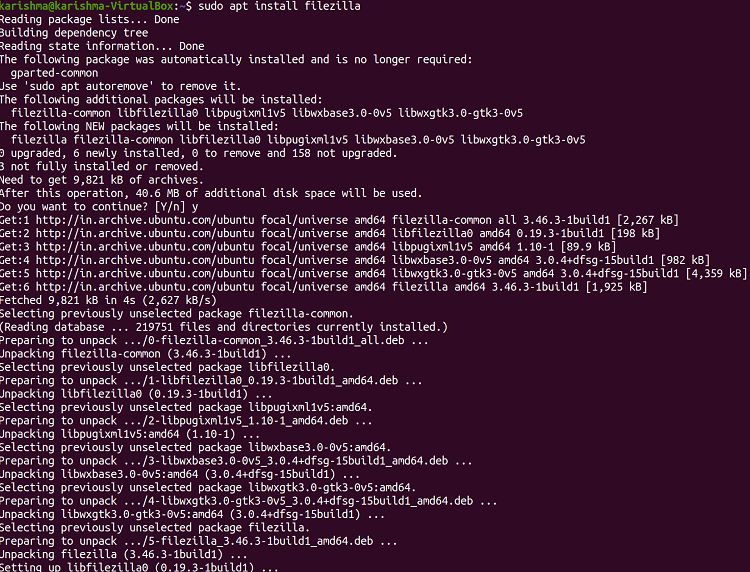 karishma@karishma-VirtualBox:~$ sudo apt install filezilla
Reading package lists... Done
Building dependency tree
Reading state information... Done
The following package was automatically installed and is no longer required:
  gparted-common
Use 'sudo apt autoremove' to remove it.
The following additional packages will be installed:
  filezilla-common libfilezilla0 libpugixml1v5 libwxbase3.0-0v5 libwxgtk3.0-gtk3-0v5
The following NEW packages will be installed:
  filezilla filezilla-common libfilezilla0 libpugixml1v5 libwxbase3.0-0v5 libwxgtk3.0-gtk3-0v5
0 upgraded, 6 newly installed, 0 to remove and 158 not upgraded.
3 not fully installed or removed.
Need to get 9,821 kB of archives.
After this operation, 40.6 MB of additional disk space will be used.
Do you want to continue? [Y/n] y
Get:1 http://in.archive.ubuntu.com/ubuntu focal/universe amd64 filezilla-common all 3.46.3-1build1 [2,267 kB]
Get:2 http://in.archive.ubuntu.com/ubuntu focal/universe amd64 libfilezilla0 amd64 0.19.3-1build1 [198 kB]
Get:3 http://in.archive.ubuntu.com/ubuntu focal/universe amd64 libpugixml1v5 amd64 1.10-1 [89.9 kB]
Get:4 http://in.archive.ubuntu.com/ubuntu focal/universe amd64 libwxbase3.0-0v5 amd64 3.0.4+dfsg-15build1 [982 kB]
Get:5 http://in.archive.ubuntu.com/ubuntu focal/universe amd64 libwxgtk3.0-gtk3-0v5 amd64 3.0.4+dfsg-15build1 [4,359 kB]
Get:6 http://in.archive.ubuntu.com/ubuntu focal/universe amd64 filezilla amd64 3.46.3-1build1 [1,925 kB]
Fetched 9,821 kB in 4s (2,627 kB/s)
Selecting previously unselected package filezilla-common.
(Reading database ... 219751 files and directories currently installed.)
Preparing to unpack .../0-filezilla-common_3.46.3-1build1_all.deb ...
Unpacking filezilla-common (3.46.3-1build1) ...
Selecting previously unselected package libfilezilla0.
Preparing to unpack .../1-libfilezilla0_0.19.3-1build1_amd64.deb ...
Unpacking libfilezilla0 (0.19.3-1build1) ...
Selecting previously unselected package libpugixml1v5:amd64.
Preparing to unpack .../2-libpugixml1v5_1.10-1_amd64.deb ...
Unpacking libpugixml1v5:amd64 (1.10-1) ...
Selecting previously unselected package libwxbase3.0-0v5:amd64.
Preparing to unpack .../3-libwxbase3.0-0v5_3.0.4+dfsg-15build1_amd64.deb ...
Unpacking libwxbase3.0-0v5:amd64 (3.0.4+dfsg-15build1) ...
Selecting previously unselected package libwxgtk3.0-gtk3-0v5:amd64.
Preparing to unpack .../4-libwxgtk3.0-gtk3-0v5_3.0.4+dfsg-15build1_amd64.deb ...
Unpacking libwxgtk3.0-gtk3-0v5:amd64 (3.0.4+dfsg-15build1) ...
Selecting previously unselected package filezilla.
Preparing to unpack .../5-filezilla_3.46.3-1build1_amd64.deb ...
Unpacking filezilla (3.46.3-1build1) ...
Setting up libfilezilla0 (0.19.3-1build1) ...